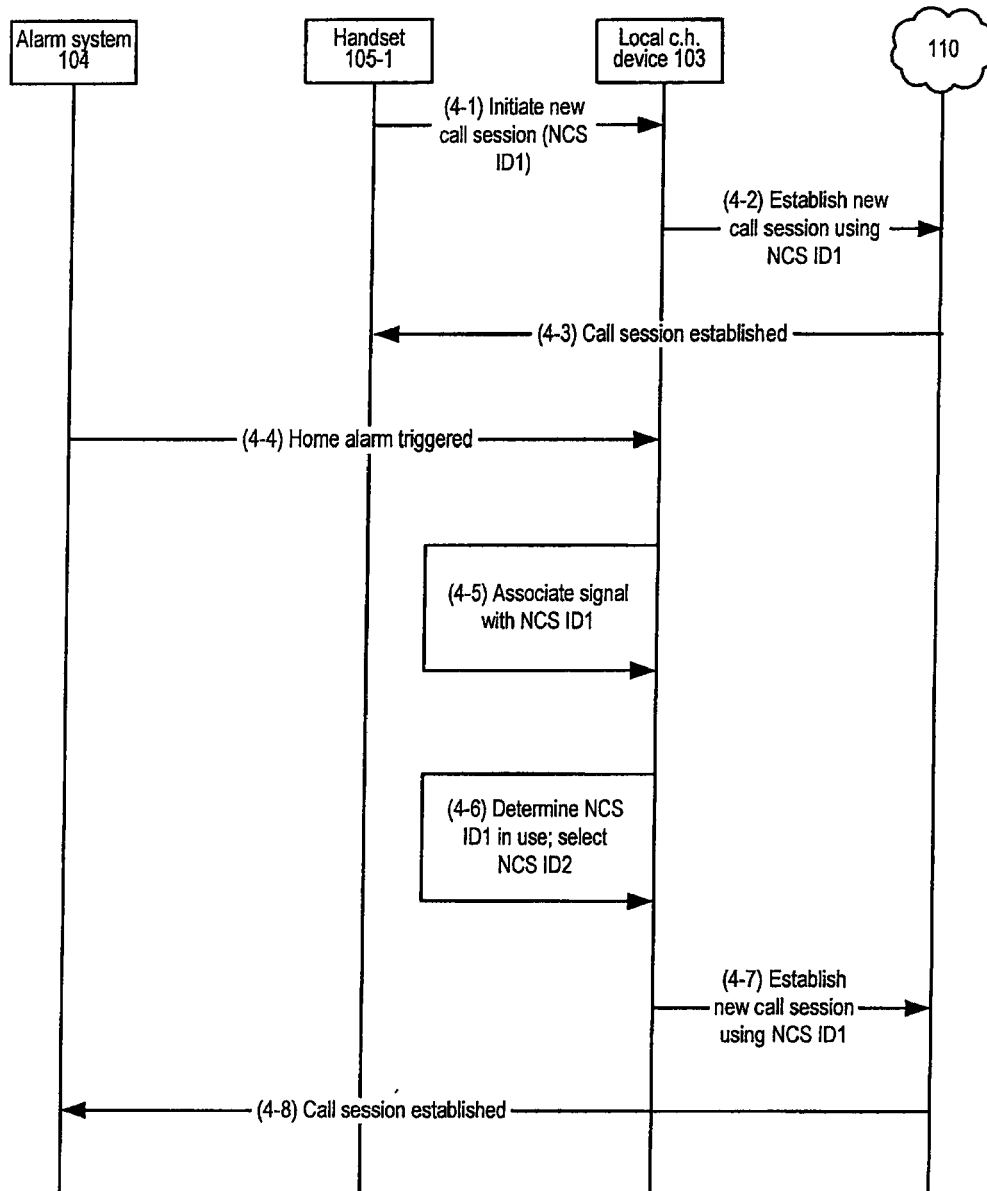 Alarm system
104
Handset
105-1
Local c.h.
device 103
110
(4-1) Initiate new
call session (NCS
ID1)
(4-2) Establish new
call session using
NCS ID1
(4-3) Call session established
(4-4) Home alarm triggered
(4-5) Associate signal
with NCS ID1
(4-6) Determine NCS
ID1 in use; select
NCS ID2
(4-7) Establish
new call session
using NCS ID1
(4-8) Call session established